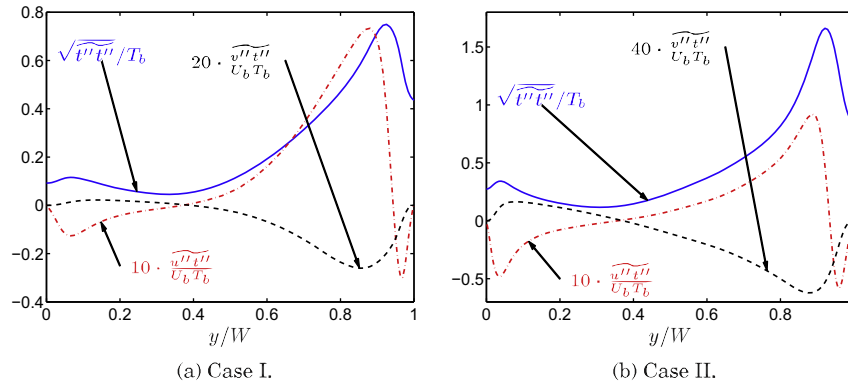 0.8
0.6
0.4
0.2
0
−0.2
−0.4
0
0.2
0.4
0.6
0.8
1
√t''t''/T_b
20 · v''t''/U_b T_b
10 · u''t''/U_b T_b
y/W
(a) Case I.
1.5
1
0.5
0
−0.5
0
0.2
0.4
0.6
0.8
√t''t''/T_b
40 · v''t''/U_b T_b
10 · u''t''/U_b T_b
y/W
(b) Case II.